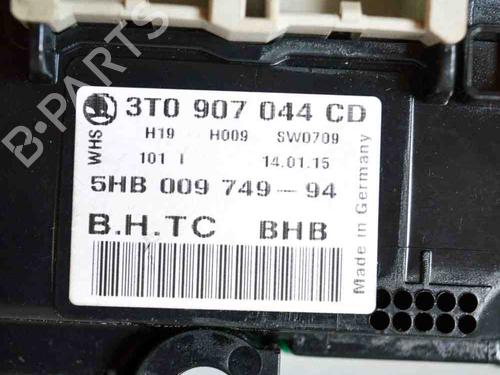 3T0 907 044 CD
WHS
H19 H009 SW0709
101 I 14.01.15
5HB 009 749-94
B.H.TC BHB
Made in Germany
B-PARTS